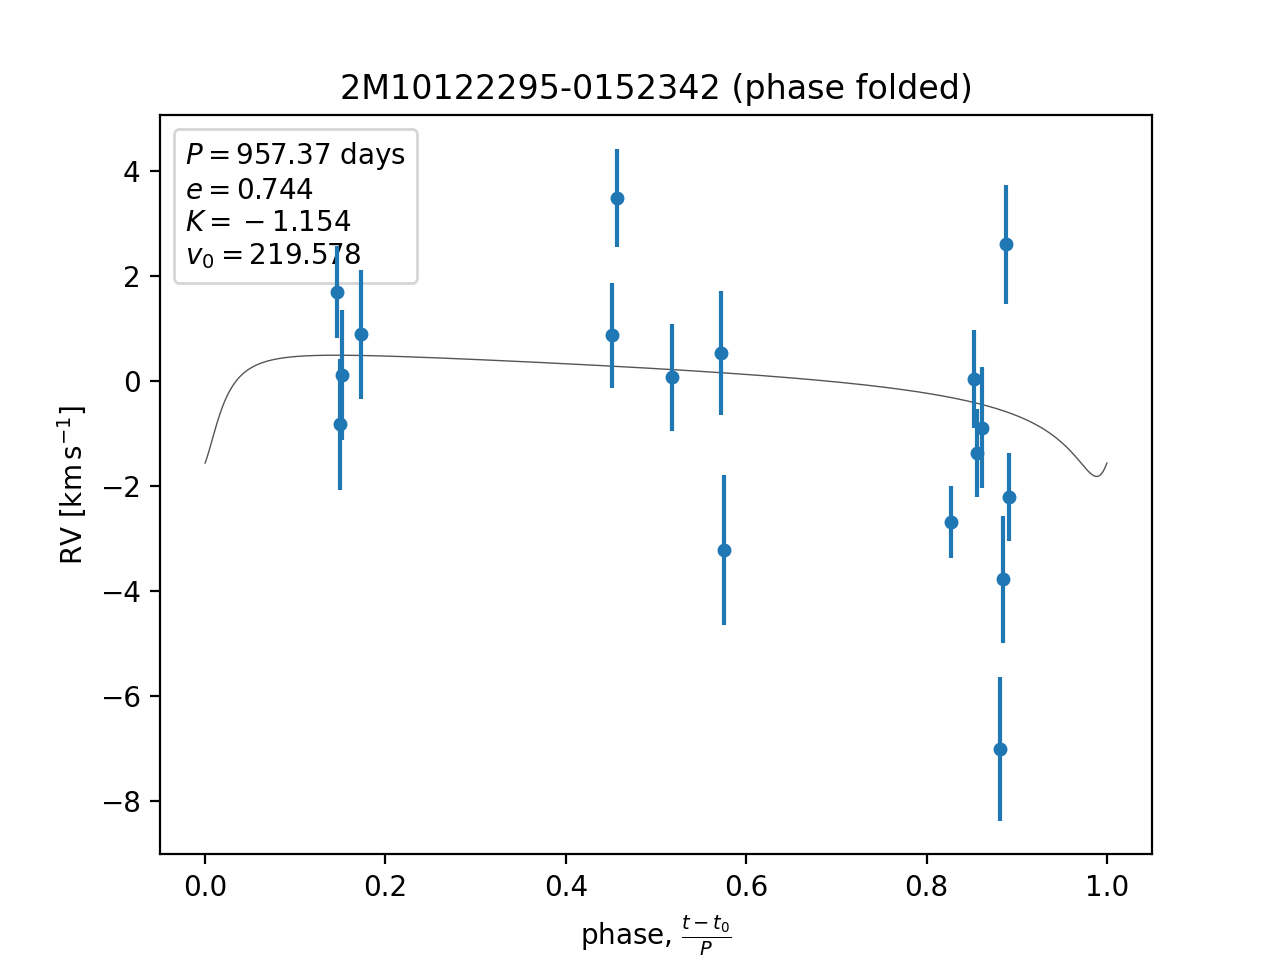 2M10122295-0152342 (phase folded)
P = 957.37 days
e = 0.744
K = −1.154
v₀ = 219.578
4
2
0
−2
−4
−6
−8
RV [km s⁻¹]
0.0 0.2 0.4 0.6 0.8 1.0
phase, (t − t₀)/P